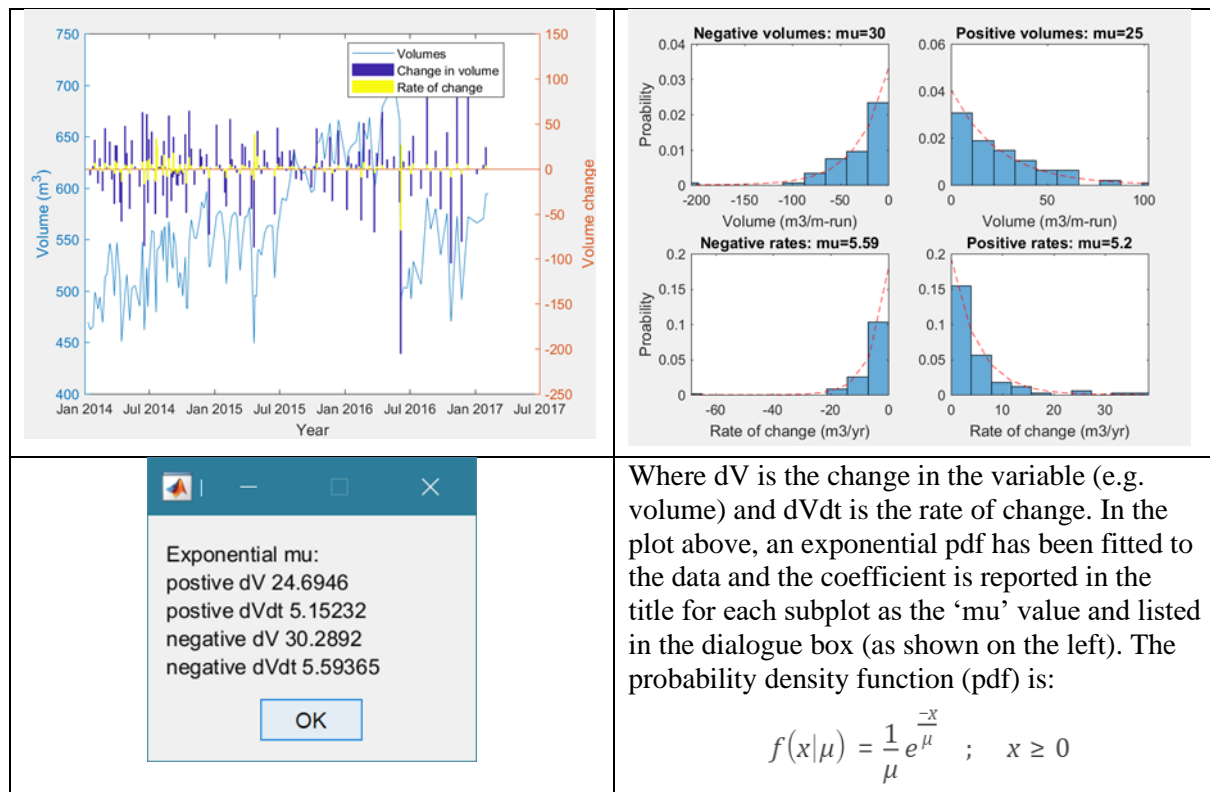 750
700
650
600
550
500
450
400
Volume (m³)
150
100
50
0
-50
-100
-150
-200
-250
Volume change
Volumes
Change in volume
Rate of change
Jan 2014 Jul 2014 Jan 2015 Jul 2015 Jan 2016 Jul 2016 Jan 2017 Jul 2017
Year
Negative volumes: mu=30
0.04
0.03
0.02
0.01
0
Proability
-200 -150 -100 -50 0
Volume (m3/m-run)
Positive volumes: mu=25
0.06
0.04
0.02
0
0 50 100
Volume (m3/m-run)
Negative rates: mu=5.59
0.2
0.15
0.1
0.05
0
Proability
-60 -40 -20 0
Rate of change (m3/yr)
Positive rates: mu=5.2
0.2
0.15
0.1
0.05
0
0 10 20 30
Rate of change (m3/yr)
Exponential mu:
postive dV 24.6946
postive dVdt 5.15232
negative dV 30.2892
negative dVdt 5.59365
OK
Where dV is the change in the variable (e.g.
volume) and dVdt is the rate of change. In the
plot above, an exponential pdf has been fitted to
the data and the coefficient is reported in the
title for each subplot as the ‘mu’ value and listed
in the dialogue box (as shown on the left). The
probability density function (pdf) is:
f(x|μ) = 1/μ e^(-x/μ) ; x ≥ 0